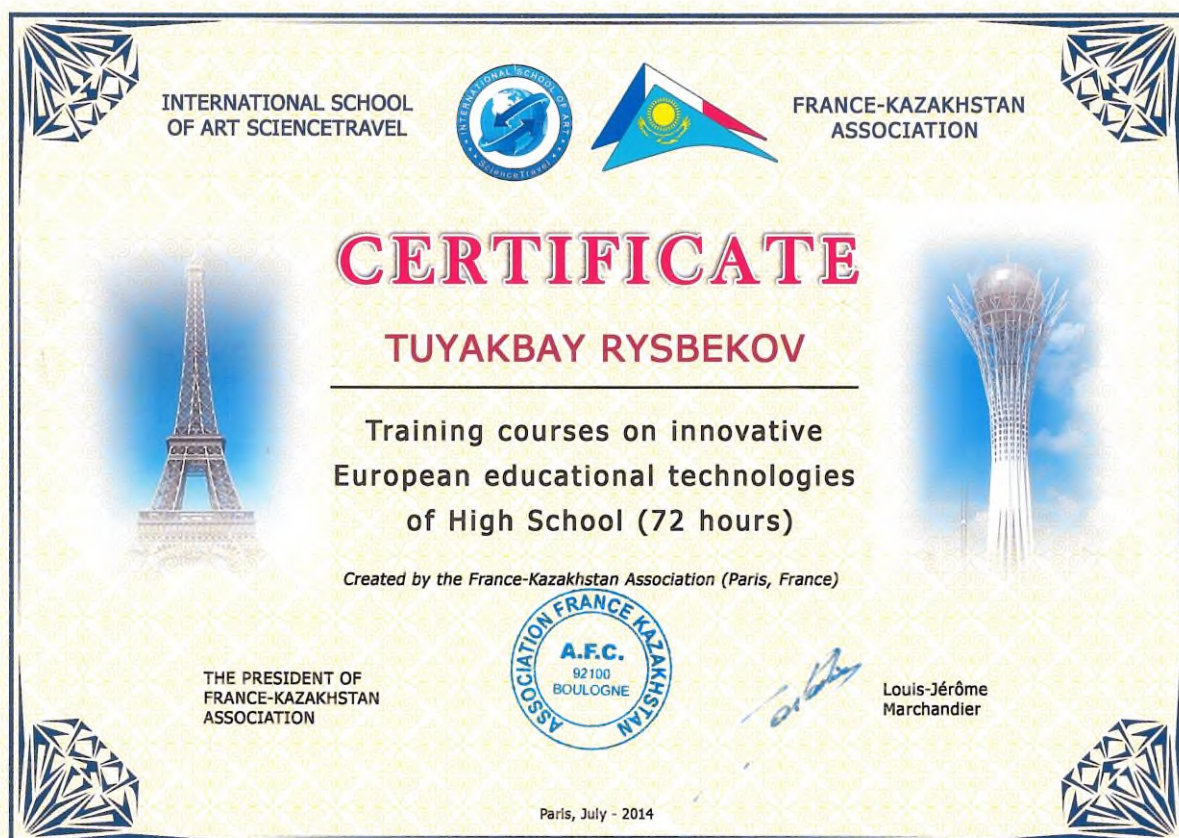 INTERNATIONAL SCHOOL
OF ART SCIENCETRAVEL
INTERNATIONAL SCHOOL OF ART
ScienceTravel
FRANCE-KAZAKHSTAN
ASSOCIATION
CERTIFICATE
TUYAKBAY RYSBEKOV
Training courses on innovative
European educational technologies
of High School (72 hours)
Created by the France-Kazakhstan Association (Paris, France)
ASSOCIATION FRANCE KAZAKHSTAN
A.F.C.
92100
BOULOGNE
THE PRESIDENT OF
FRANCE-KAZAKHSTAN
ASSOCIATION
Louis-Jérôme
Marchandier
Paris, July - 2014